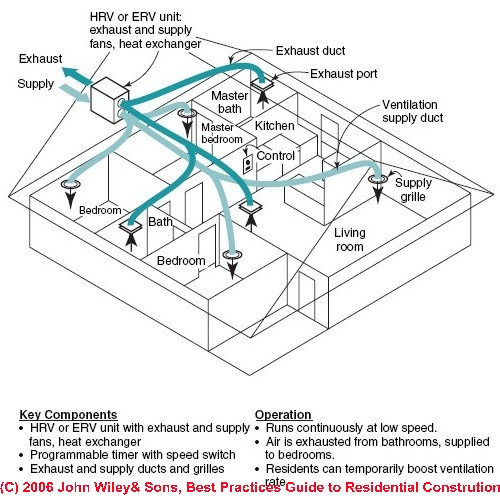 HRV or ERV unit:
exhaust and supply
fans, heat exchanger
Exhaust
Supply
Exhaust duct
Exhaust port
Master
bath
Ventilation
supply duct
Kitchen
Master
bedroom
Control
Supply
grille
Bedroom
Bath
Living
room
Bedroom
Key Components
• HRV or ERV unit with exhaust and supply
fans, heat exchanger
• Programmable timer with speed switch
• Exhaust and supply ducts and grilles
Operation
• Runs continuously at low speed.
• Air is exhausted from bathrooms, supplied
to bedrooms.
• Residents can temporarily boost ventilation
rate.
(C) 2006 John Wiley& Sons, Best Practices Guide to Residential Constrution